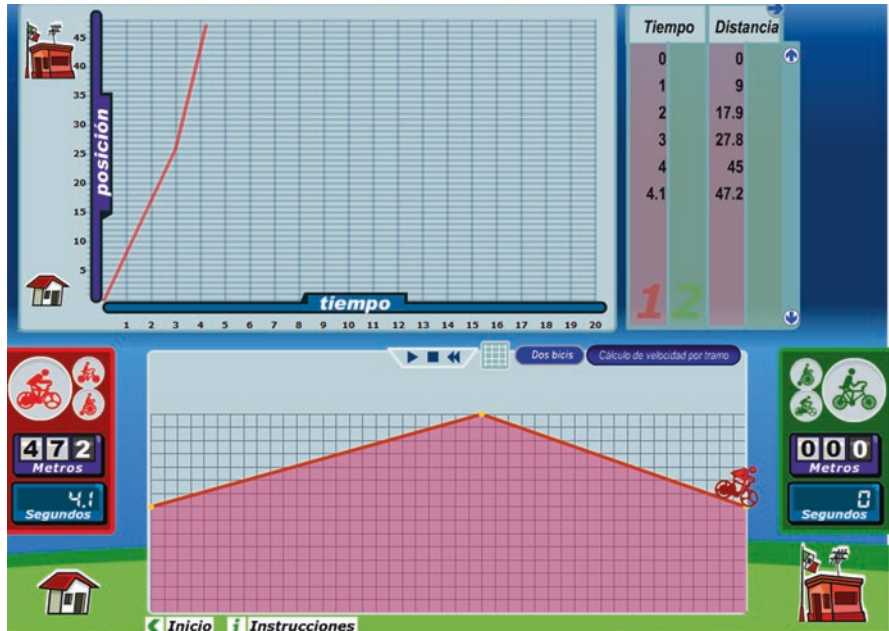 45
40
35
30
25
20
15
10
5
posición
tiempo
1 2 3 4 5 6 7 8 9 10 11 12 13 14 15 16 17 18 19 20
Tiempo Distancia
0 0
1 9
2 17.9
3 27.8
4 45
4.1 47.2
1 2
Dos bicis
Cálculo de velocidad por tramo
472
Metros
4.1
Segundos
000
Metros
0
Segundos
Inicio
i Instrucciones